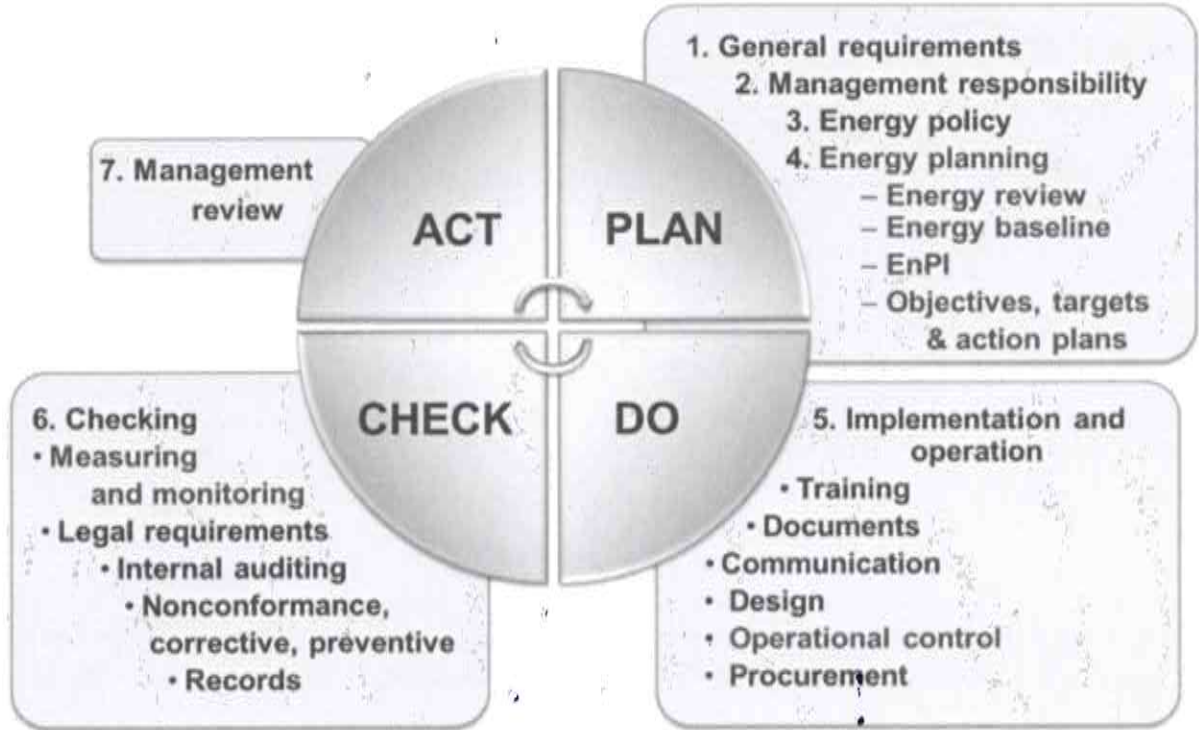 1. General requirements
2. Management responsibility
3. Energy policy
4. Energy planning
– Energy review
– Energy baseline
– EnPI
– Objectives, targets
& action plans
7. Management
review
ACT
PLAN
CHECK
DO
6. Checking
• Measuring
and monitoring
• Legal requirements
• Internal auditing
• Nonconformance,
corrective, preventive
• Records
5. Implementation and
operation
• Training
• Documents
• Communication
• Design
• Operational control
• Procurement